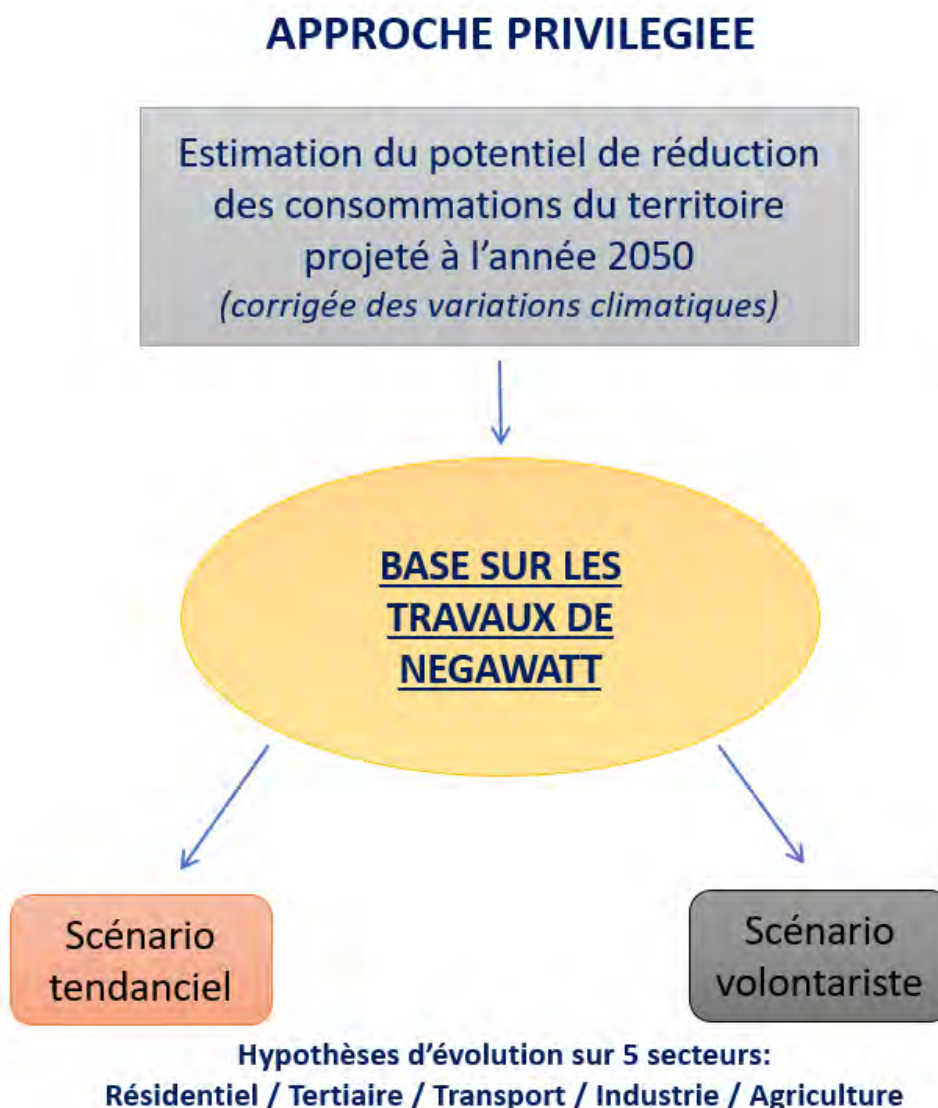 APPROCHE PRIVILEGIEE
Estimation du potentiel de réduction
des consommations du territoire
projeté à l'année 2050
(corrigée des variations climatiques)
BASE SUR LES
TRAVAUX DE
NEGAWATT
Scénario
tendanciel
Scénario
volontariste
Hypothèses d'évolution sur 5 secteurs:
Résidentiel / Tertiaire / Transport / Industrie / Agriculture